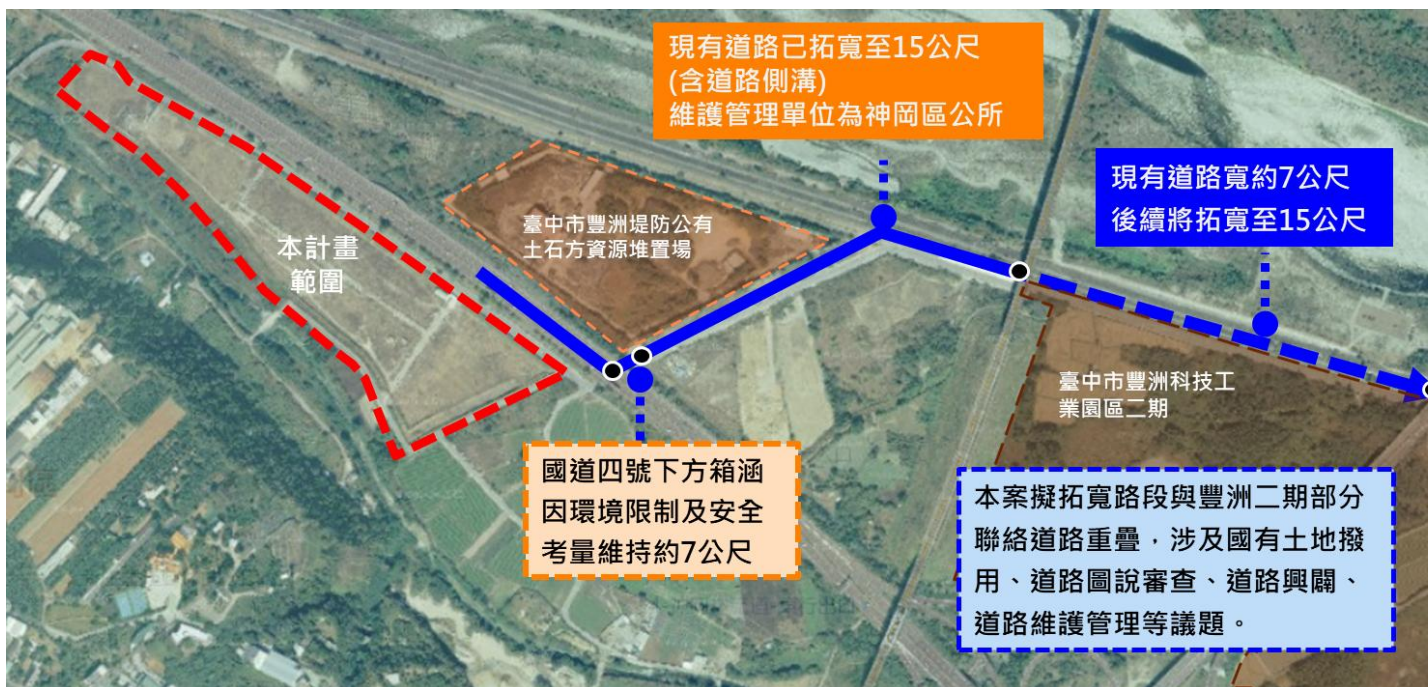 現有道路已拓寬至15公尺
(含道路側溝)
維護管理單位為神岡區公所
現有道路寬約7公尺
後續將拓寬至15公尺
臺中市豐洲堤防公有
土石方資源堆置場
本計畫
範圍
臺中市豐洲科技工
業園區二期
國道四號下方箱涵
因環境限制及安全
考量維持約7公尺
本案擬拓寬路段與豐洲二期部分
聯絡道路重疊，涉及國有土地撥
用、道路圖說審查、道路興闢、
道路維護管理等議題。